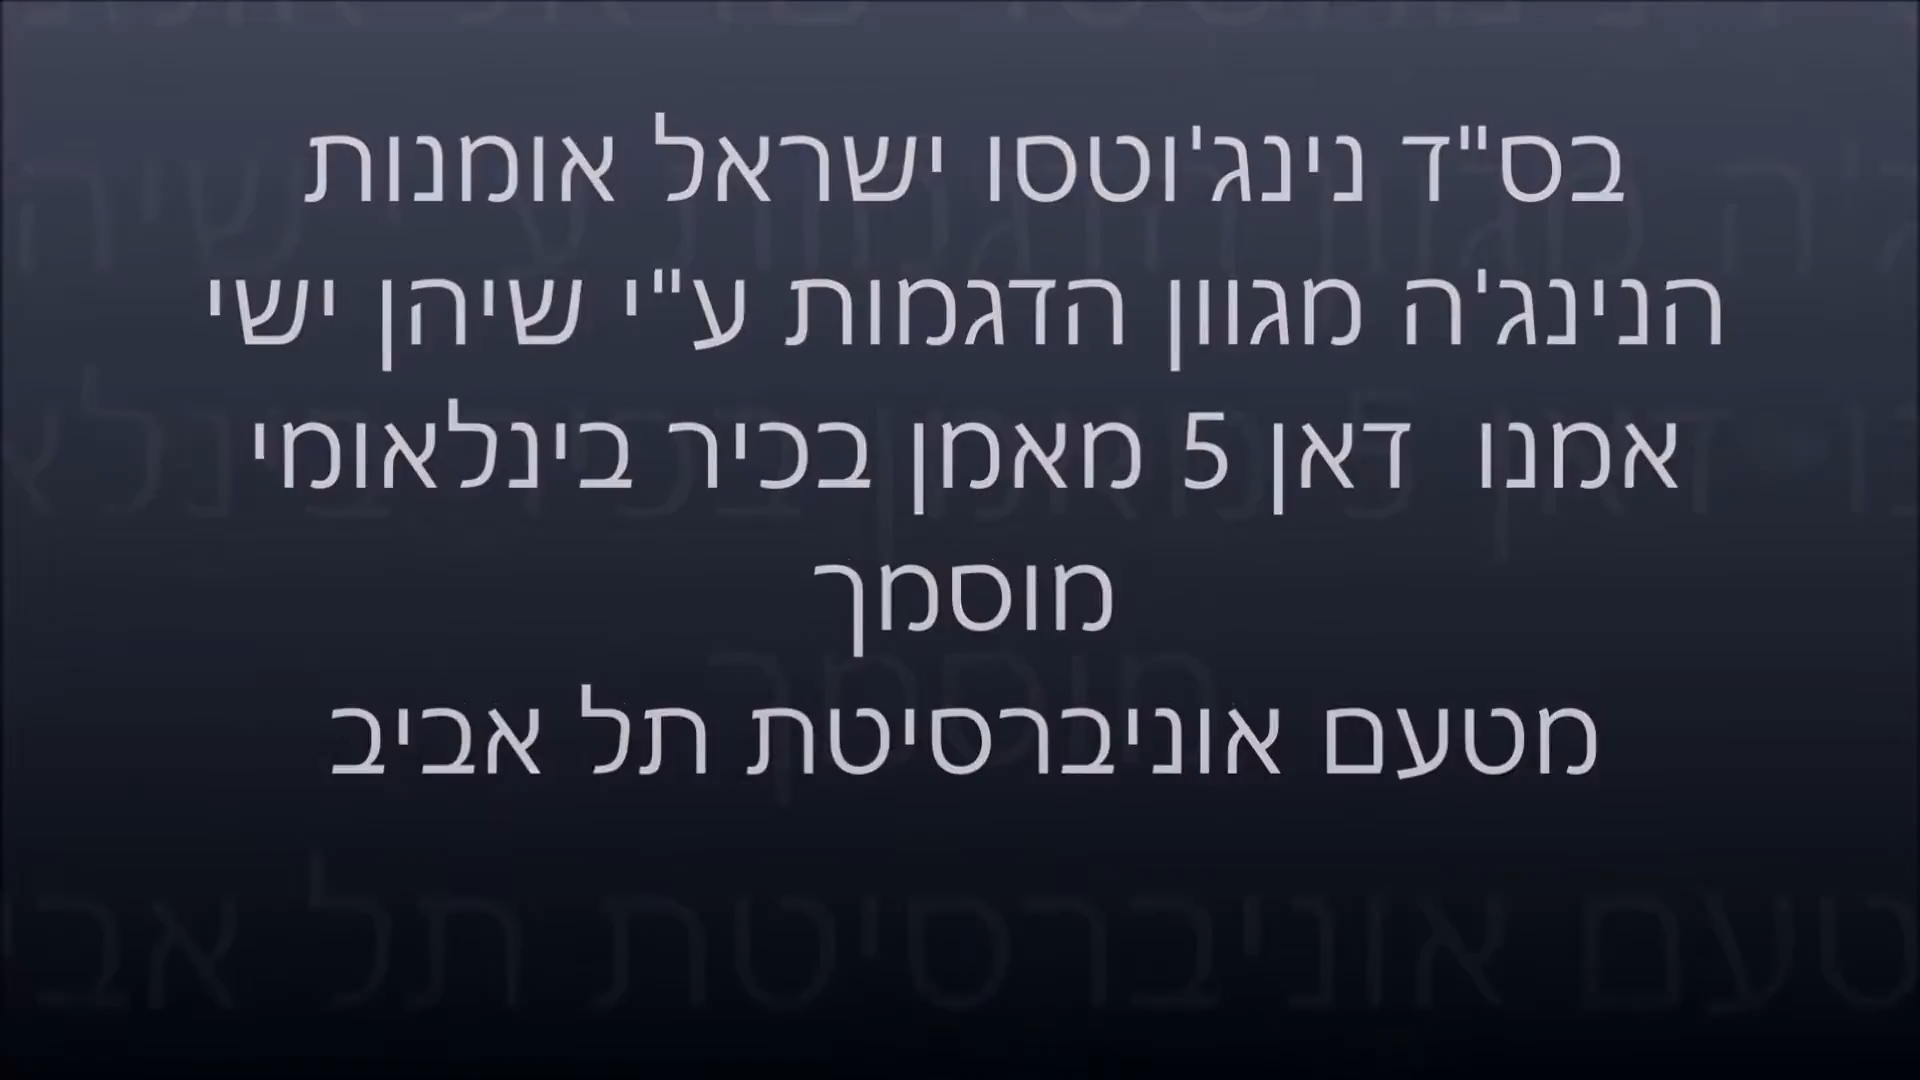 בס"ד נינג'וטסו ישראל אומנות
הנינג'ה מגוון הדגמות ע"י שיהן ישי
אמנו  דאן 5 מאמן בכיר בינלאומי
מוסמך
מטעם אוניברסיטת תל אביב